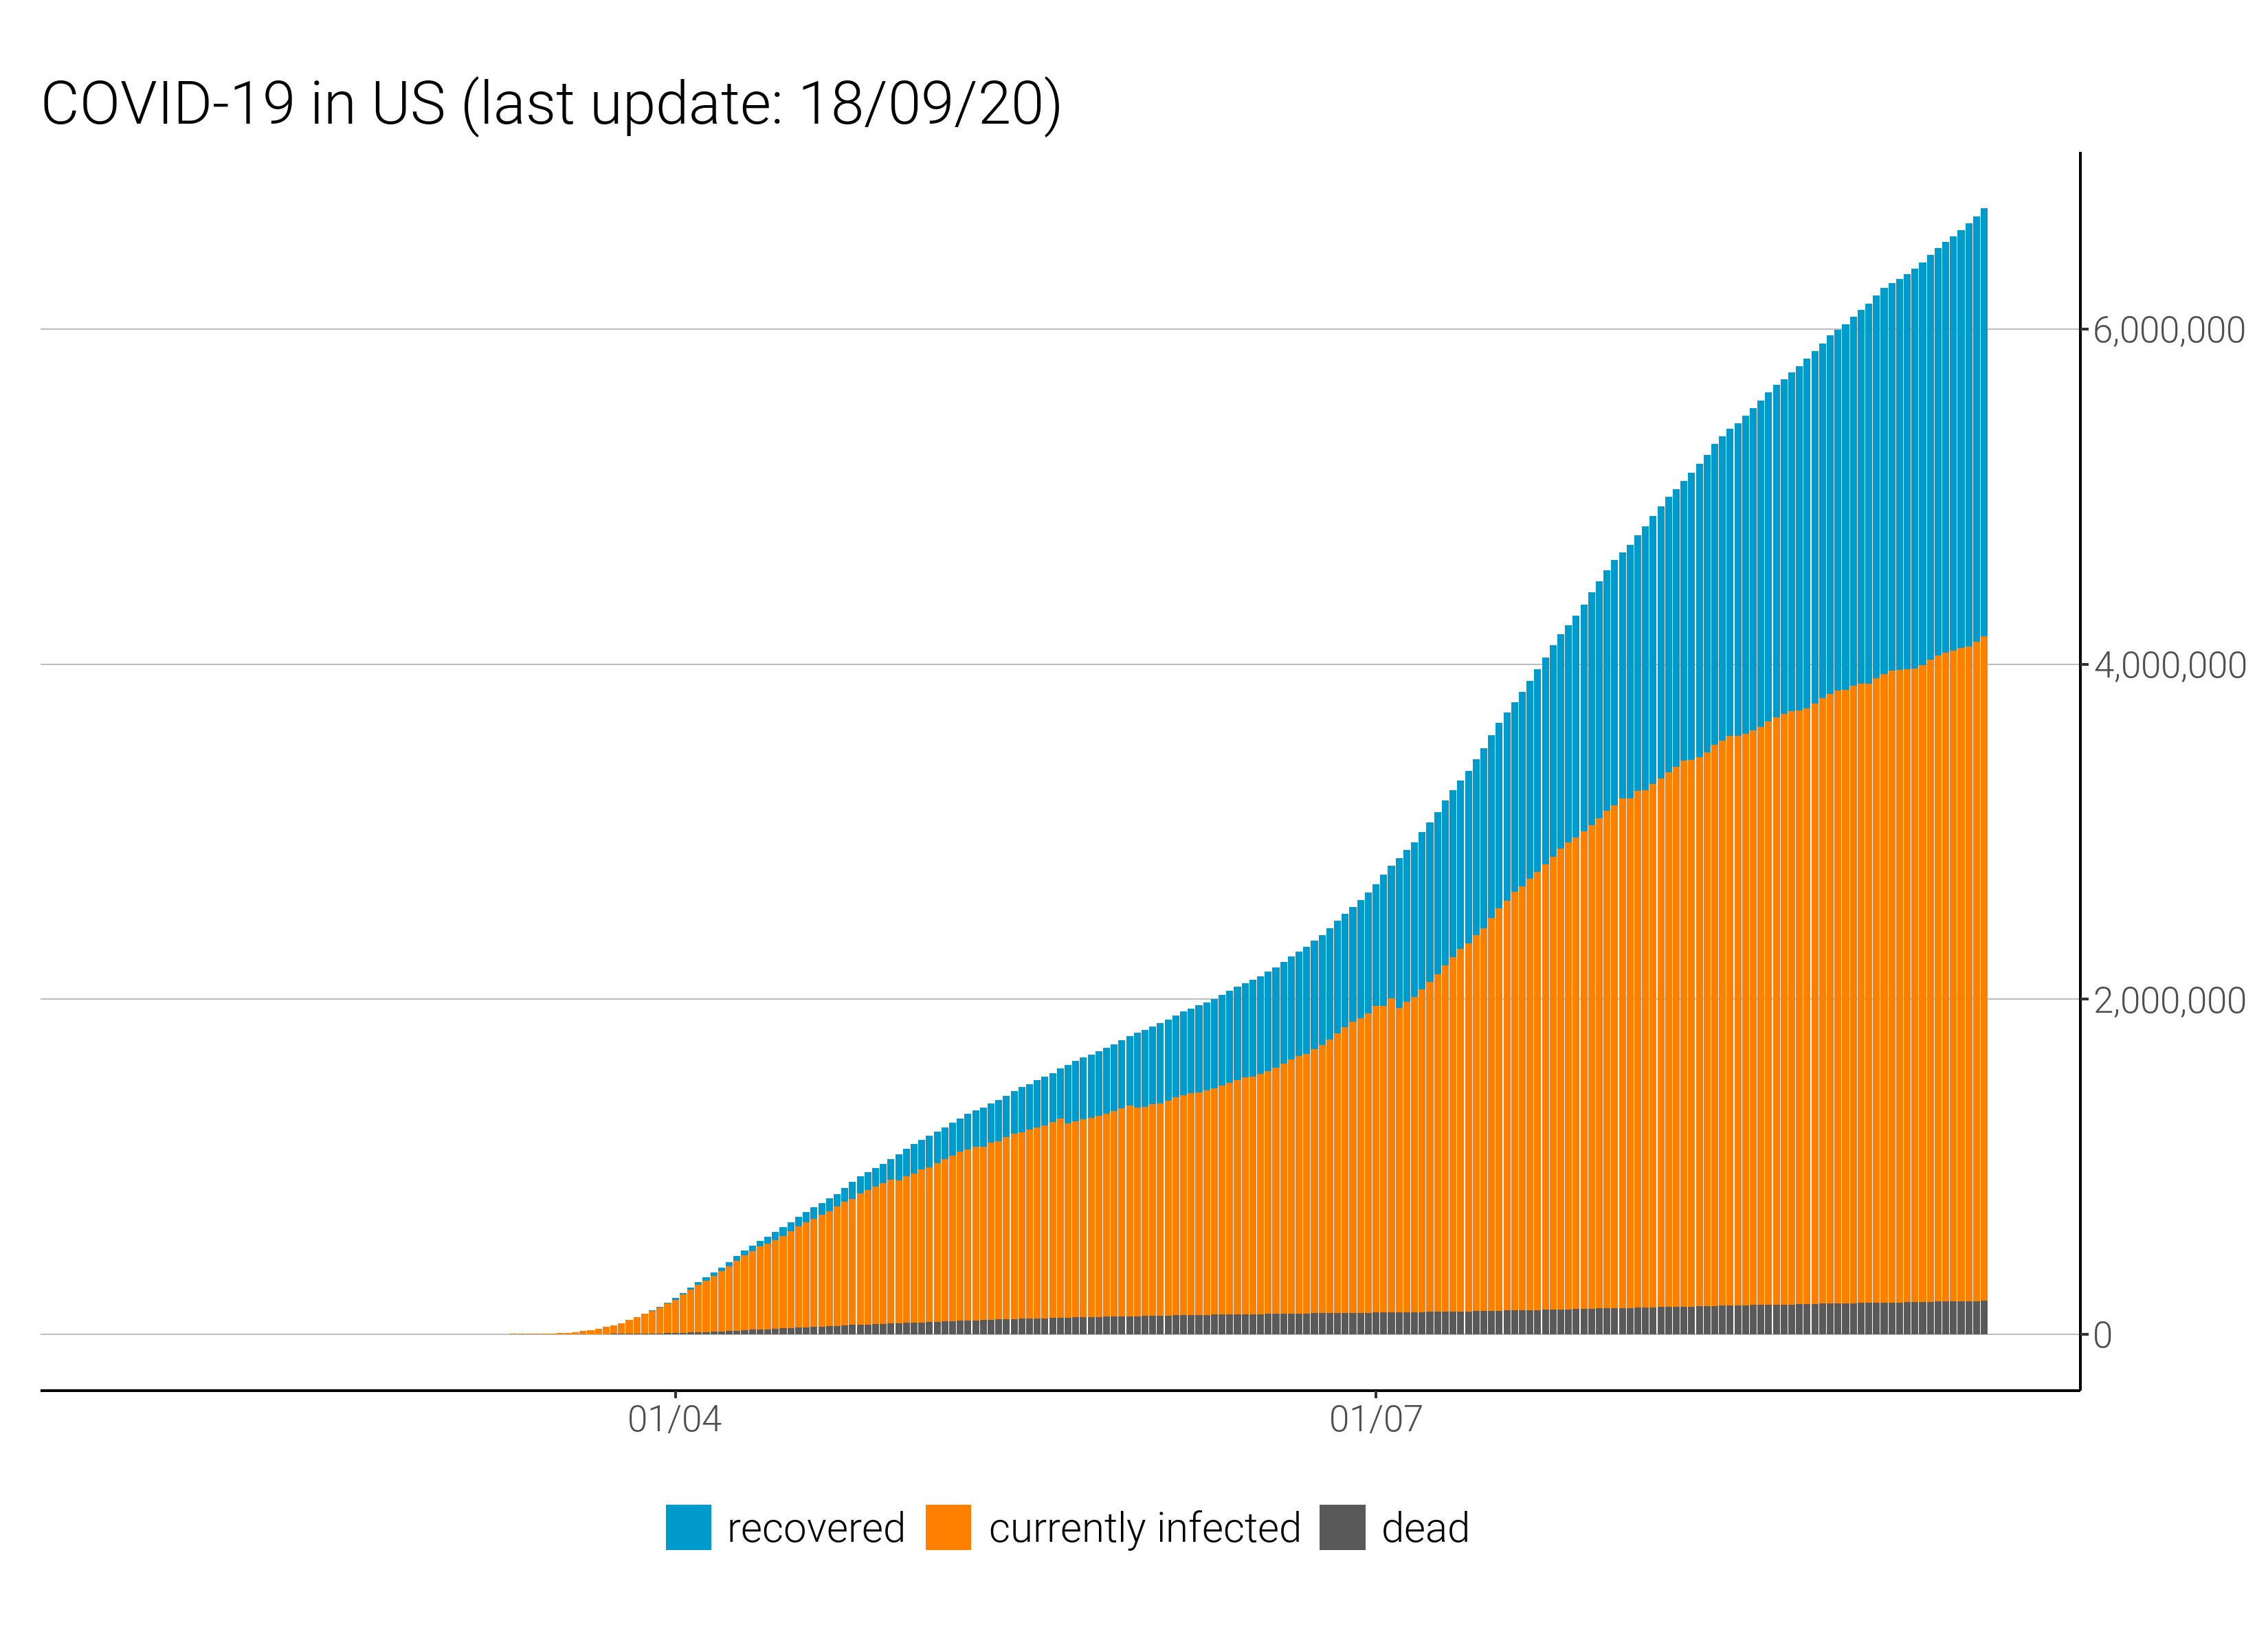 COVID-19 in US (last update: 18/09/20)
6,000,000
4,000,000
2,000,000
0
01/04 01/07
recovered currently infected dead